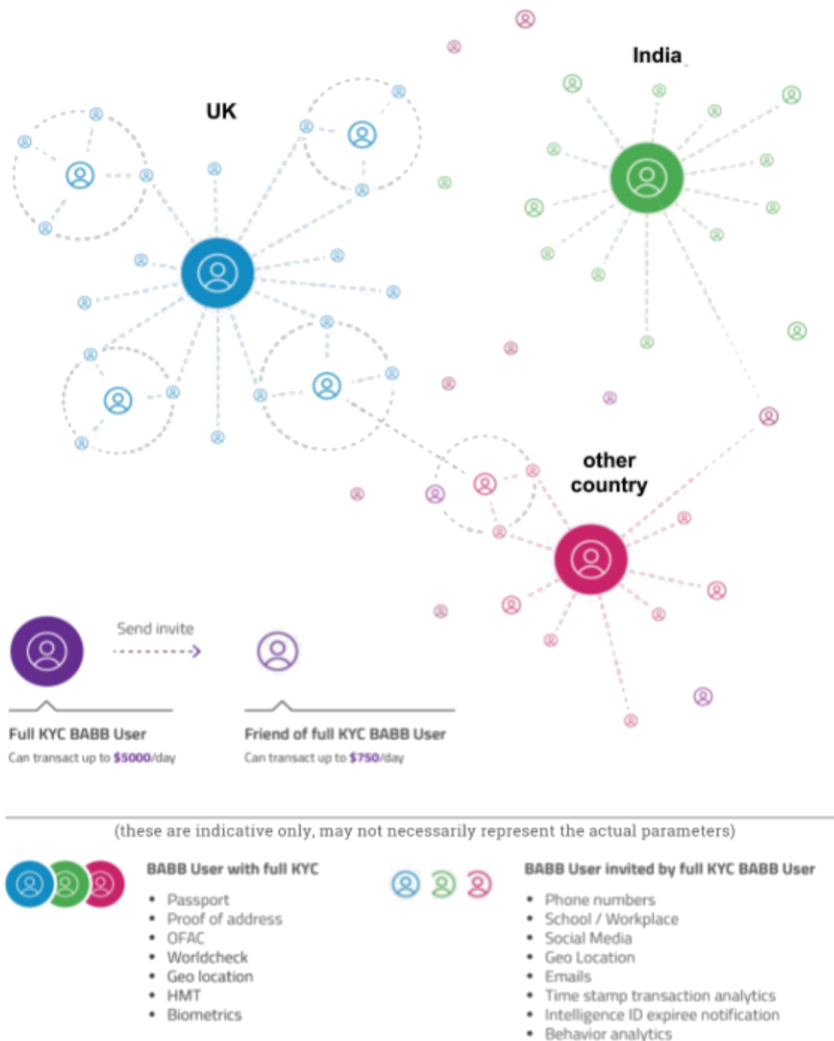 India
UK
other
country
Send invite
Full KYC BABB User
Can transact up to $5000/day
Friend of full KYC BABB User
Can transact up to $750/day
(these are indicative only, may not necessarily represent the actual parameters)
BABB User with full KYC
• Passport
• Proof of address
• OFAC
• Worldcheck
• Geo location
• HMT
• Biometrics
BABB User invited by full KYC BABB User
• Phone numbers
• School / Workplace
• Social Media
• Geo Location
• Emails
• Time stamp transaction analytics
• Intelligence ID expiree notification
• Behavior analytics